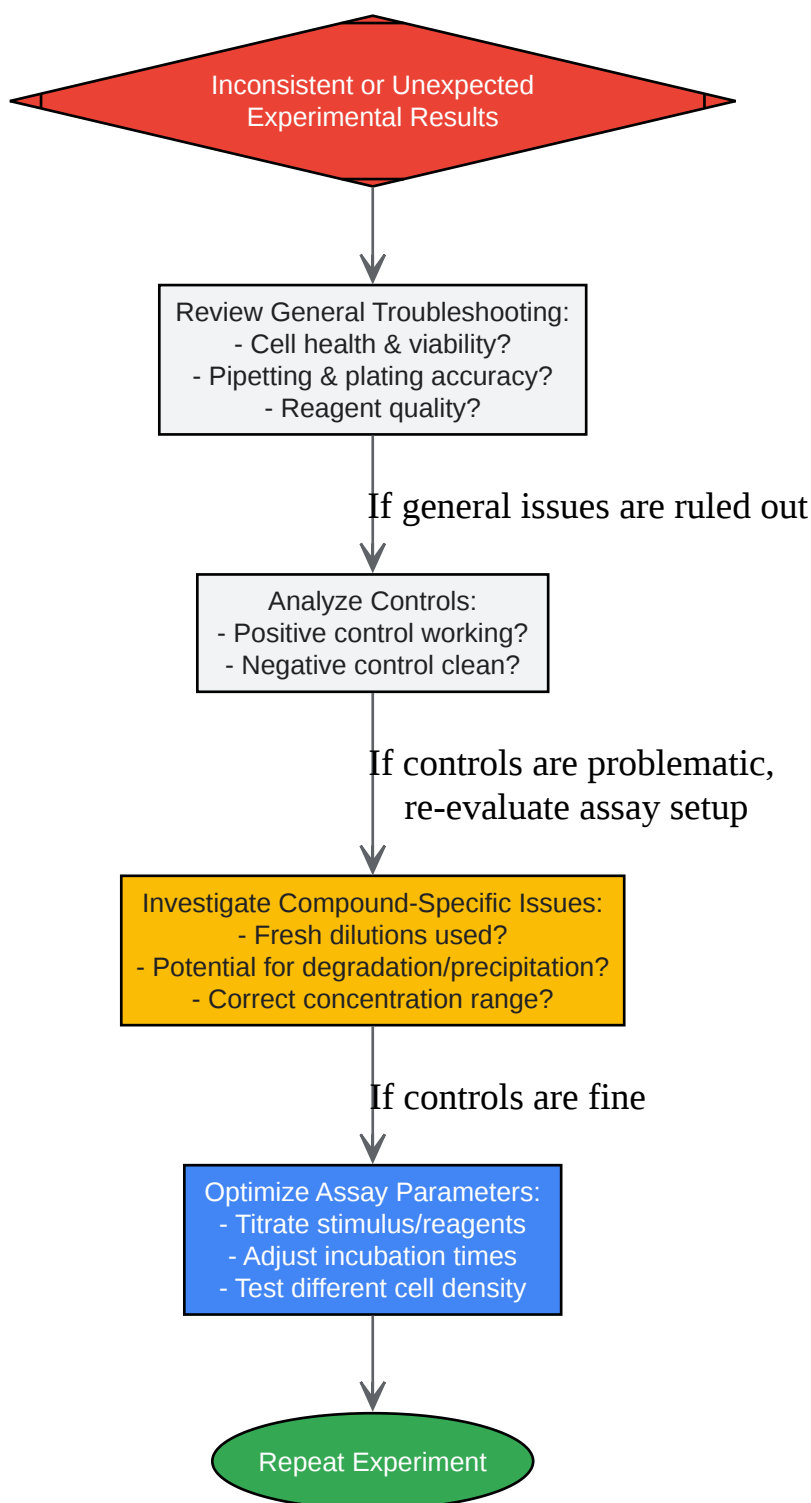 Inconsistent or Unexpected
Experimental Results
Review General Troubleshooting:
- Cell health & viability?
- Pipetting & plating accuracy?
- Reagent quality?
If general issues are ruled out
Analyze Controls:
- Positive control working?
- Negative control clean?
If controls are problematic,
re-evaluate assay setup
Investigate Compound-Specific Issues:
- Fresh dilutions used?
- Potential for degradation/precipitation?
- Correct concentration range?
If controls are fine
Optimize Assay Parameters:
- Titrate stimulus/reagents
- Adjust incubation times
- Test different cell density
Repeat Experiment